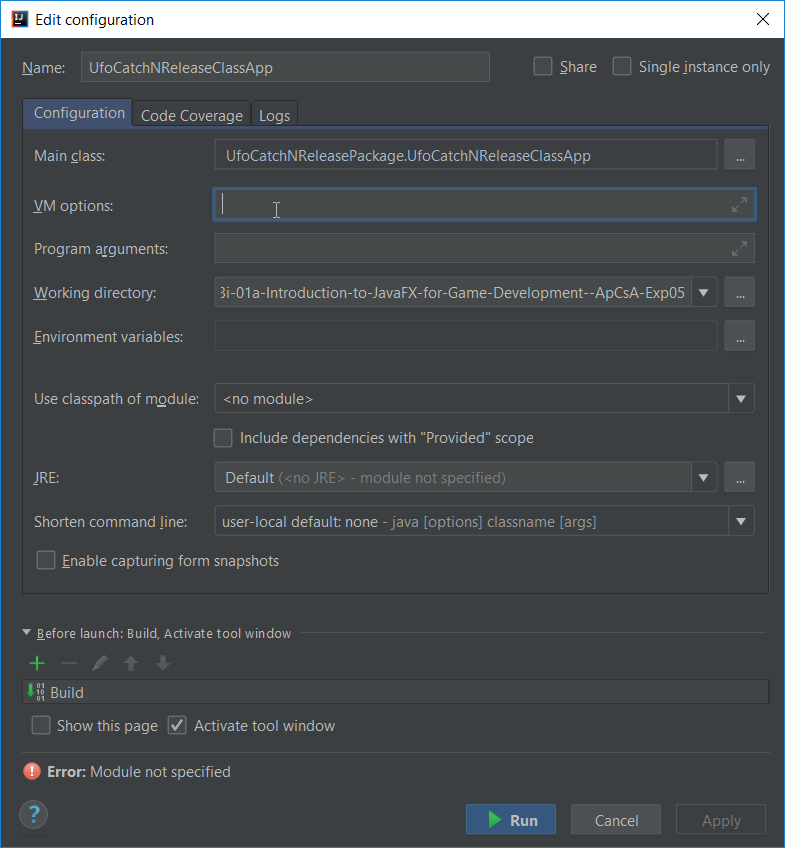 Edit configuration
Name: UfoCatchNReleaseClassApp Share Single instance only
Configuration Code Coverage Logs
Main class: UfoCatchNReleasePackage.UfoCatchNReleaseClassApp ...
VM options:
Program arguments:
Working directory: 3i-01a-Introduction-to-JavaFX-for-Game-Development--ApCsA-Exp05 ...
Environment variables: ...
Use classpath of module: <no module>
Include dependencies with "Provided" scope
JRE: Default (<no JRE> - module not specified) ...
Shorten command line: user-local default: none - java [options] classname [args]
Enable capturing form snapshots
Before launch: Build, Activate tool window
Build
Show this page Activate tool window
Error: Module not specified
? Run Cancel Apply